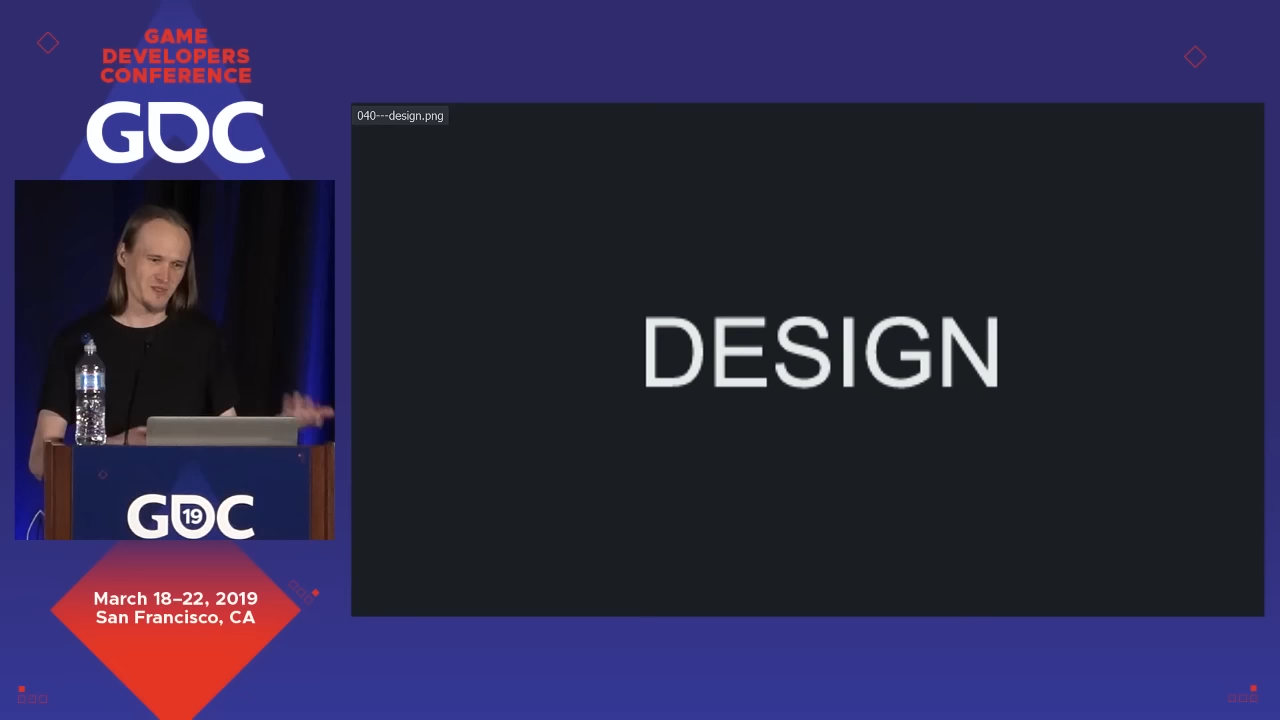 GAME
DEVELOPERS
CONFERENCE
GDC
040---design.png
DESIGN
GDC
19
March 18–22, 2019
San Francisco, CA